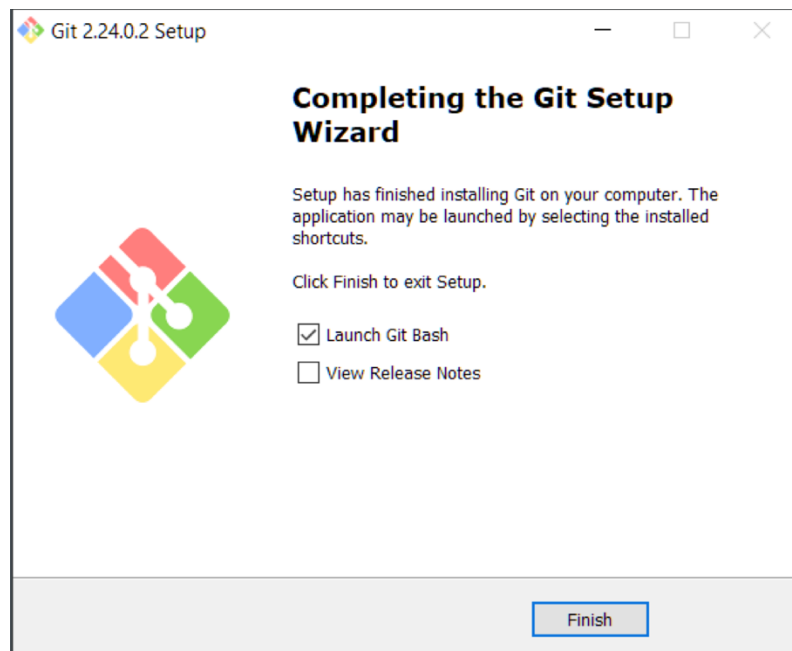 Git 2.24.0.2 Setup
Completing the Git Setup
Wizard
Setup has finished installing Git on your computer. The
application may be launched by selecting the installed
shortcuts.
Click Finish to exit Setup.
Launch Git Bash
View Release Notes
Finish